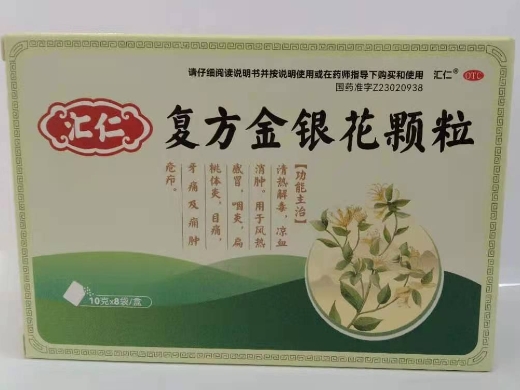 请仔细阅读说明书并按说明使用或在药师指导下购买和使用 汇仁® OTC
国药准字Z23020938
汇仁
复方金银花颗粒
【功能主治】
清热解毒，凉血
消肿。用于风热
感冒，咽炎，扁
桃体炎，目痛，
牙痛及痈肿
疮疖。
10克x8袋/盒